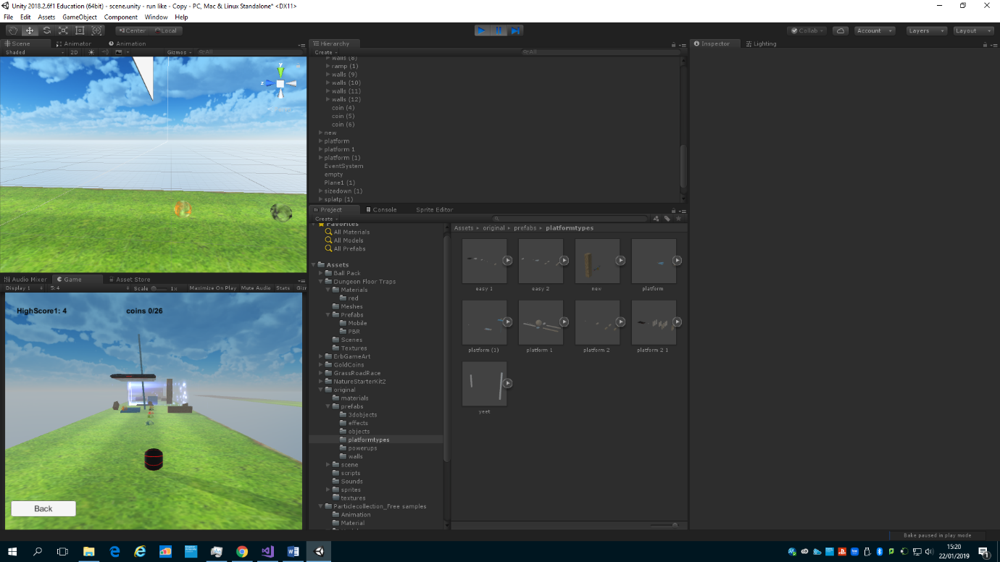 Unity 2018.2.6f1 Education (64bit) - scene.unity - run like - Copy - PC, Mac & Linux Standalone* <DX11>
File Edit Assets GameObject Component Window Help
Center Local
Collab Account Layers Layout
Scene Animator Animation
Shaded 2D Gizmos All
y
z
Hierarchy
Create All
walls (8)
ramp (1)
walls (9)
walls (10)
walls (11)
walls (12)
coin (4)
coin (5)
coin (6)
new
platform
platform 1
platform (1)
EventSystem
empty
Plane1 (1)
sizedown (1)
splatp (1)
Inspector Lighting
Audio Mixer Game Asset Store
Display 1 5:4 Scale 1x Maximize On Play Mute Audio Stats Giz
HighScore1: 4 coins 0/26
Back
Project Console Sprite Editor
Create
Favorites
All Materials
All Models
All Prefabs
Assets
Ball Pack
Dungeon Floor Traps
Materials
red
Meshes
Prefabs
Mobile
PBR
Scenes
Textures
ErbGameArt
GoldCoins
GrassRoadRace
NatureStarterKit2
original
materials
prefabs
3dobjects
effects
objects
platformtypes
powerups
walls
scene
scripts
Sounds
sprites
textures
Particlecollection_Free samples
Animation
Material
Assets original prefabs platformtypes
easy 1 easy 2 new platform
platform (1) platform 1 platform 2 platform 2 1
yeet
Bake paused in play mode
15:20
22/01/2019